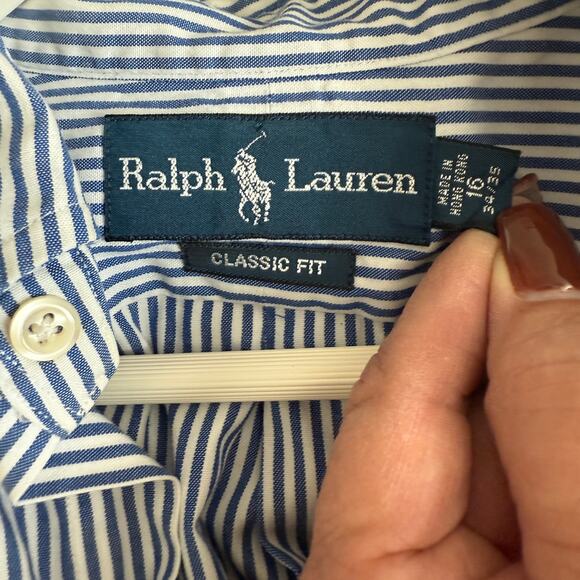 Ralph Lauren
CLASSIC FIT
MADE IN
HONG KONG
16
34/35